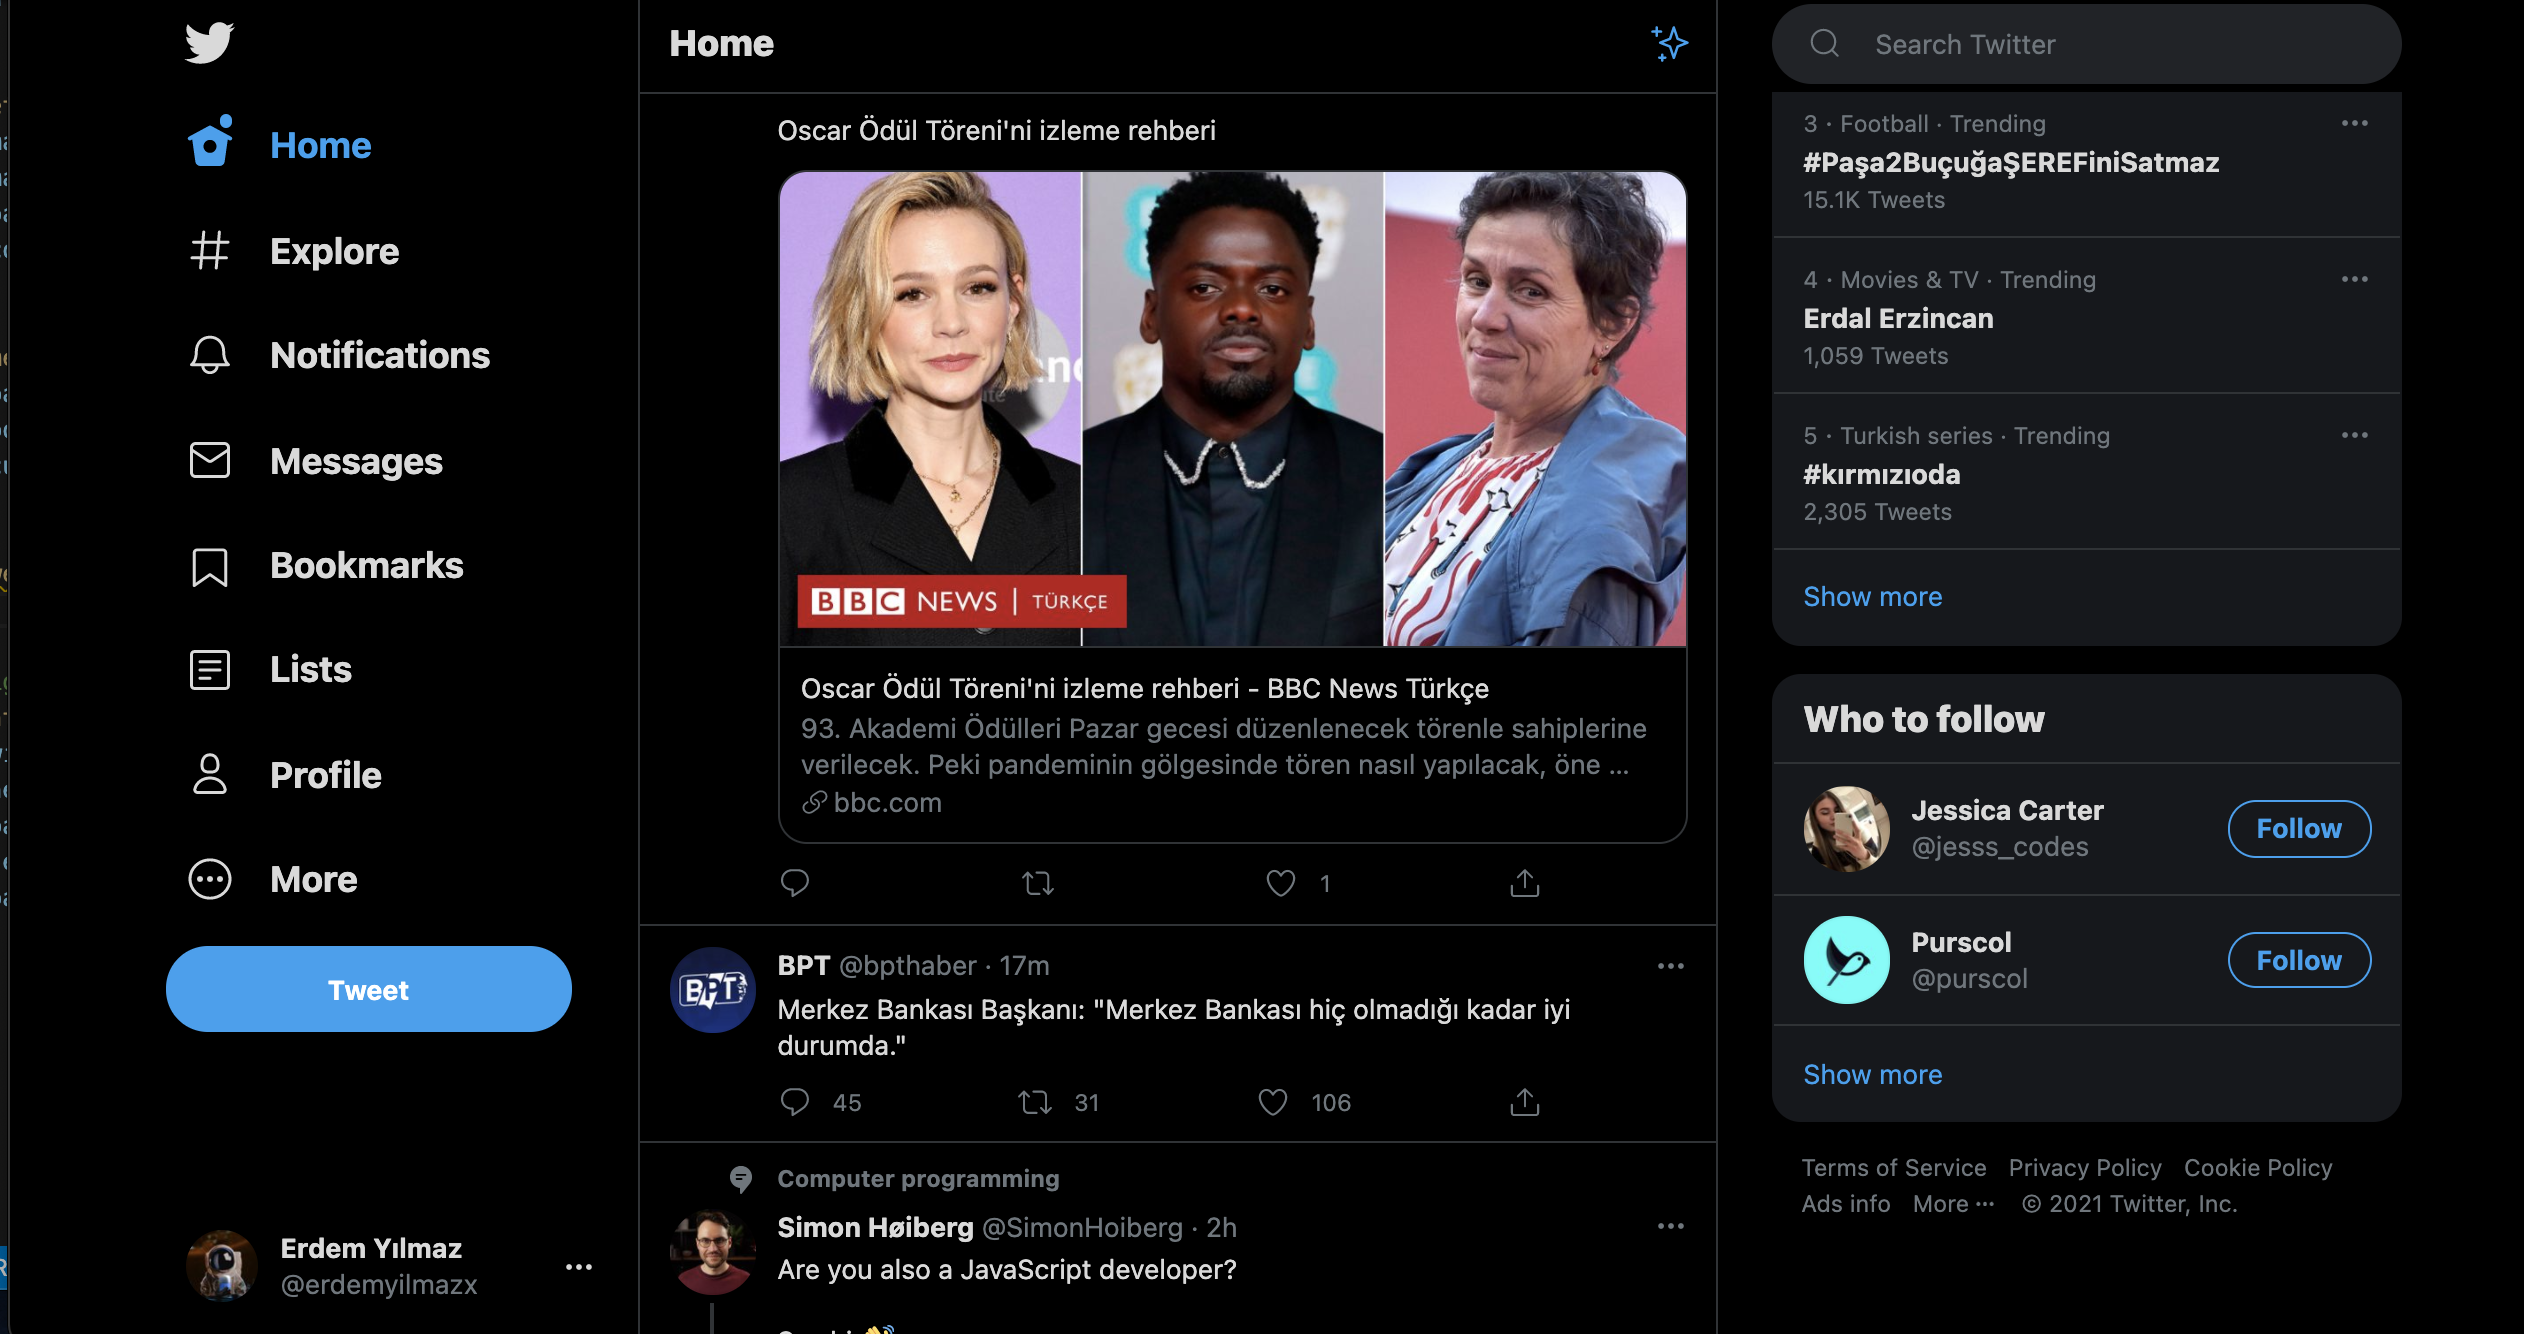 Home
Explore
Notifications
Messages
Bookmarks
Lists
Profile
More
Tweet
Erdem Yılmaz
@erdemyilmazx
Home
Oscar Ödül Töreni'ni izleme rehberi
BBC NEWS | TÜRKÇE
Oscar Ödül Töreni'ni izleme rehberi - BBC News Türkçe
93. Akademi Ödülleri Pazar gecesi düzenlenecek törenle sahiplerine
verilecek. Peki pandeminin gölgesinde tören nasıl yapılacak, öne ...
bbc.com
1
BPT
BPT @bpthaber · 17m
Merkez Bankası Başkanı: "Merkez Bankası hiç olmadığı kadar iyi
durumda."
45 31 106
Computer programming
Simon Høiberg @SimonHoiberg · 2h
Are you also a JavaScript developer?
Search Twitter
3 · Football · Trending
#Paşa2BuçuğaŞEREFiniSatmaz
15.1K Tweets
4 · Movies & TV · Trending
Erdal Erzincan
1,059 Tweets
5 · Turkish series · Trending
#kırmızıoda
2,305 Tweets
Show more
Who to follow
Jessica Carter
@jesss_codes
Follow
Purscol
@purscol
Follow
Show more
Terms of Service Privacy Policy Cookie Policy
Ads info More ··· © 2021 Twitter, Inc.